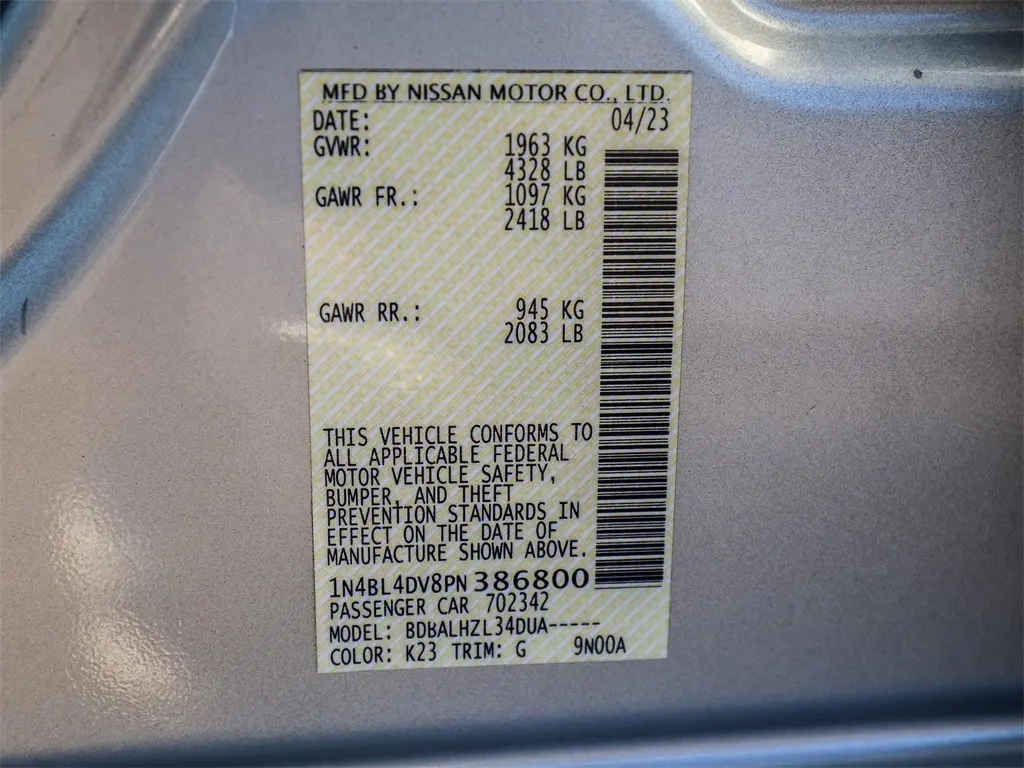 MFD BY NISSAN MOTOR CO., LTD.
DATE: 04/23
GVWR: 1963 KG
4328 LB
GAWR FR.: 1097 KG
2418 LB
GAWR RR.: 945 KG
2083 LB
THIS VEHICLE CONFORMS TO
ALL APPLICABLE FEDERAL
MOTOR VEHICLE SAFETY,
BUMPER, AND THEFT
PREVENTION STANDARDS IN
EFFECT ON THE DATE OF
MANUFACTURE SHOWN ABOVE.
1N4BL4DV8PN386800
PASSENGER CAR 702342
MODEL: BDBALHZL34DUA-----
COLOR: K23 TRIM: G 9N00A